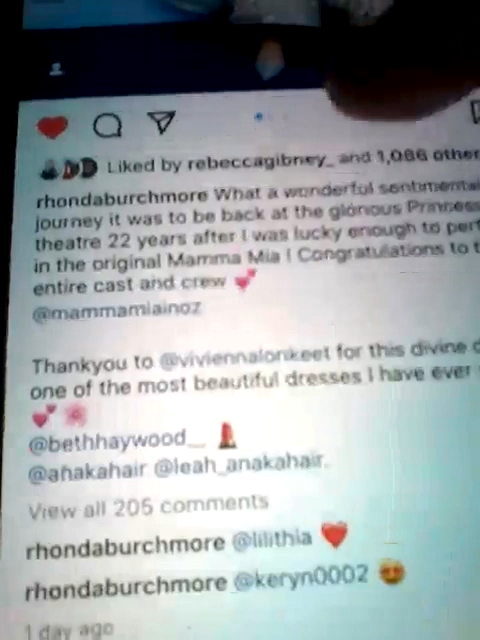 Liked by rebeccagibney_ and 1,086 other
rhondaburchmore What a wonderful sentimental
journey it was to be back at the glorious Princess
theatre 22 years after I was lucky enough to perf
in the original Mamma Mia ! Congratulations to t
entire cast and crew 💕
@mammamiainoz
Thankyou to @viviennalorikeet for this divine d
one of the most beautiful dresses I have ever
💕🌸
@bethhaywood__ 💄
@anakahair @leah_anakahair.
View all 205 comments
rhondaburchmore @lilithia ❤️
rhondaburchmore @keryn0002 😍
1 day ago